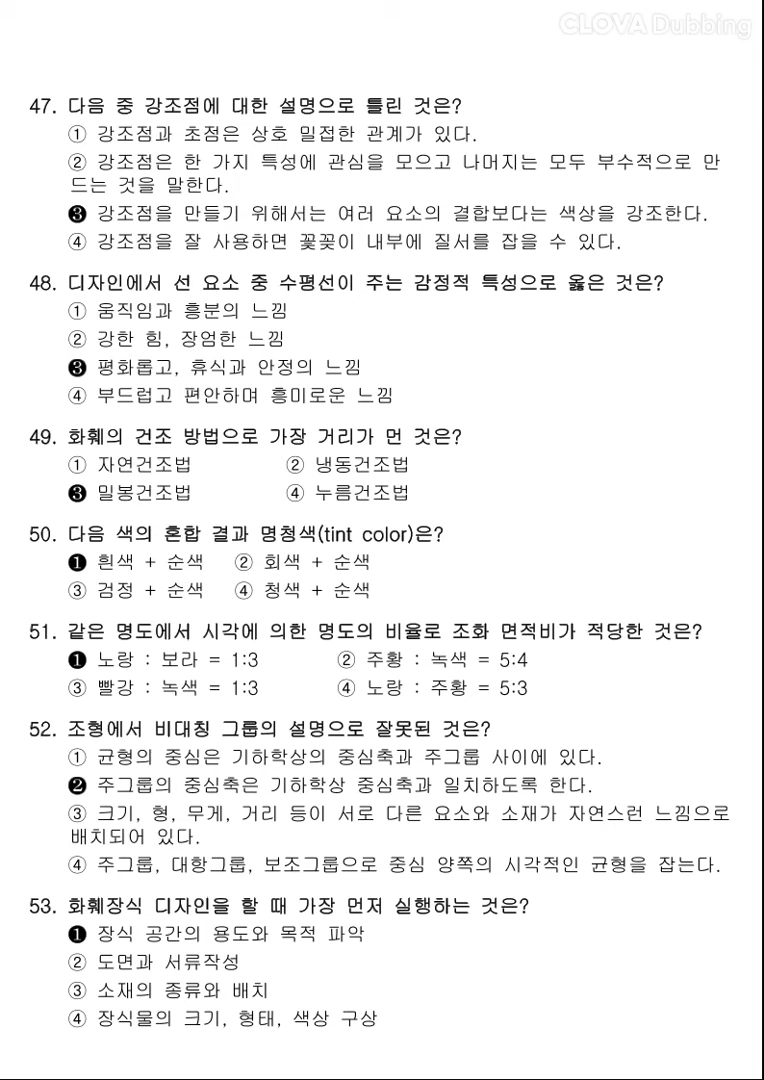 CLOVA Dubbing
47. 다음 중 강조점에 대한 설명으로 틀린 것은?
① 강조점과 초점은 상호 밀접한 관계가 있다.
② 강조점은 한 가지 특성에 관심을 모으고 나머지는 모두 부수적으로 만
드는 것을 말한다.
❸ 강조점을 만들기 위해서는 여러 요소의 결합보다는 색상을 강조한다.
④ 강조점을 잘 사용하면 꽃꽂이 내부에 질서를 잡을 수 있다.
48. 디자인에서 선 요소 중 수평선이 주는 감정적 특성으로 옳은 것은?
① 움직임과 흥분의 느낌
② 강한 힘, 장엄한 느낌
❸ 평화롭고, 휴식과 안정의 느낌
④ 부드럽고 편안하며 흥미로운 느낌
49. 화훼의 건조 방법으로 가장 거리가 먼 것은?
① 자연건조법 ② 냉동건조법
❸ 밀봉건조법 ④ 누름건조법
50. 다음 색의 혼합 결과 명청색(tint color)은?
❶ 흰색 + 순색 ② 회색 + 순색
③ 검정 + 순색 ④ 청색 + 순색
51. 같은 명도에서 시각에 의한 명도의 비율로 조화 면적비가 적당한 것은?
❶ 노랑 : 보라 = 1:3 ② 주황 : 녹색 = 5:4
③ 빨강 : 녹색 = 1:3 ④ 노랑 : 주황 = 5:3
52. 조형에서 비대칭 그룹의 설명으로 잘못된 것은?
① 균형의 중심은 기하학상의 중심축과 주그룹 사이에 있다.
❷ 주그룹의 중심축은 기하학상 중심축과 일치하도록 한다.
③ 크기, 형, 무게, 거리 등이 서로 다른 요소와 소재가 자연스런 느낌으로
배치되어 있다.
④ 주그룹, 대항그룹, 보조그룹으로 중심 양쪽의 시각적인 균형을 잡는다.
53. 화훼장식 디자인을 할 때 가장 먼저 실행하는 것은?
❶ 장식 공간의 용도와 목적 파악
② 도면과 서류작성
③ 소재의 종류와 배치
④ 장식물의 크기, 형태, 색상 구상